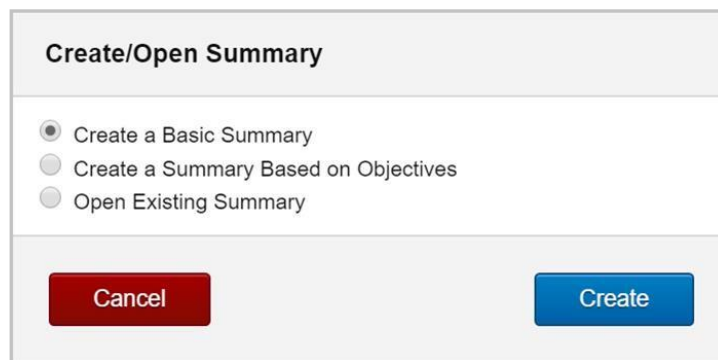 Create/Open Summary
Create a Basic Summary
Create a Summary Based on Objectives
Open Existing Summary
Cancel
Create